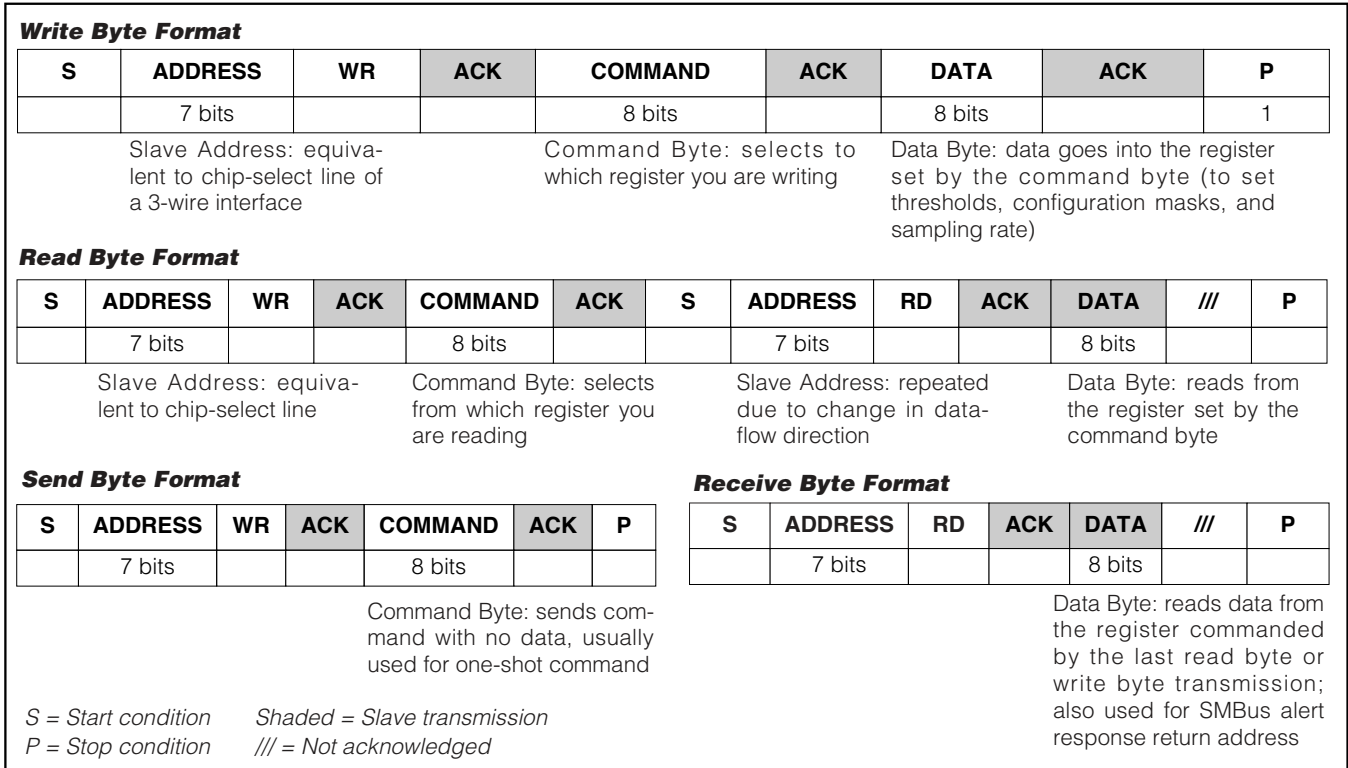 Write Byte Format
S ADDRESS WR ACK COMMAND ACK DATA ACK P
7 bits 8 bits 8 bits 1
Slave Address: equiva-
lent to chip-select line of
a 3-wire interface
Command Byte: selects to
which register you are writing
Data Byte: data goes into the register
set by the command byte (to set
thresholds, configuration masks, and
sampling rate)
Read Byte Format
S ADDRESS WR ACK COMMAND ACK S ADDRESS RD ACK DATA /// P
7 bits 8 bits 7 bits 8 bits
Slave Address: equiva-
lent to chip-select line
Command Byte: selects
from which register you
are reading
Slave Address: repeated
due to change in data-
flow direction
Data Byte: reads from
the register set by the
command byte
Send Byte Format
S ADDRESS WR ACK COMMAND ACK P
7 bits 8 bits
Command Byte: sends com-
mand with no data, usually
used for one-shot command
Receive Byte Format
S ADDRESS RD ACK DATA /// P
7 bits 8 bits
Data Byte: reads data from
the register commanded
by the last read byte or
write byte transmission;
also used for SMBus alert
response return address
S = Start condition Shaded = Slave transmission
P = Stop condition /// = Not acknowledged